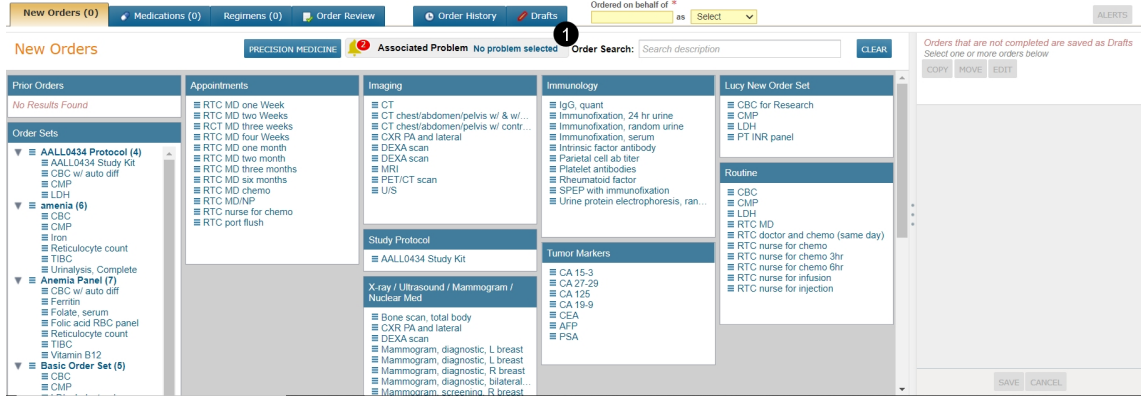 New Orders (0) Medications (0) Regimens (0) Order Review Order History Drafts
Ordered on behalf of *
as Select
ALERTS
New Orders
PRECISION MEDICINE 2 Associated Problem No problem selected 1 Order Search: Search description CLEAR
Prior Orders
No Results Found
Order Sets
AALL0434 Protocol (4)
AALL0434 Study Kit
CBC w/ auto diff
CMP
LDH
amenia (6)
CBC
CMP
Iron
Reticulocyte count
TIBC
Urinalysis, Complete
Anemia Panel (7)
CBC w/ auto diff
Ferritin
Folate, serum
Folic acid RBC panel
Reticulocyte count
TIBC
Vitamin B12
Basic Order Set (5)
CBC
CMP
Appointments
RTC MD one Week
RTC MD two Weeks
RCT MD three weeks
RTC MD four Weeks
RTC MD one month
RTC MD two month
RTC MD three months
RTC MD six months
RTC MD chemo
RTC MD/NP
RTC nurse for chemo
RTC port flush
Imaging
CT
CT chest/abdomen/pelvis w/ & w/...
CT chest/abdomen/pelvis w/ contr...
CXR PA and lateral
DEXA scan
DEXA scan
MRI
PET/CT scan
U/S
Study Protocol
AALL0434 Study Kit
X-ray / Ultrasound / Mammogram /
Nuclear Med
Bone scan, total body
CXR PA and lateral
DEXA scan
Mammogram, diagnostic, L breast
Mammogram, diagnostic, L breast
Mammogram, diagnostic, R breast
Mammogram, diagnostic, bilateral...
Mammogram, screening, R breast
Immunology
IgG, quant
Immunofixation, 24 hr urine
Immunofixation, random urine
Immunofixation, serum
Intrinsic factor antibody
Parietal cell ab titer
Platelet antibodies
Rheumatoid factor
SPEP with immunofixation
Urine protein electrophoresis, ran...
Tumor Markers
CA 15-3
CA 27-29
CA 125
CA 19-9
CEA
AFP
PSA
Lucy New Order Set
CBC for Research
CMP
LDH
PT INR panel
Routine
CBC
CMP
LDH
RTC MD
RTC doctor and chemo (same day)
RTC nurse for chemo
RTC nurse for chemo 3hr
RTC nurse for chemo 6hr
RTC nurse for infusion
RTC nurse for injection
Orders that are not completed are saved as Drafts
Select one or more orders below
COPY MOVE EDIT
SAVE CANCEL